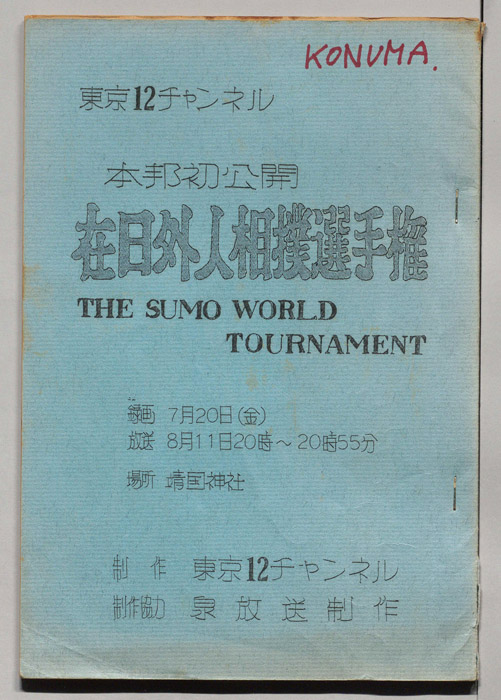 KONUMA.
東京12チャンネル
本邦初公開
在日外人相撲選手権
THE SUMO WORLD
TOURNAMENT
録画 7月20日(金)
放送 8月11日20時～20時55分
場所 靖国神社
制作 東京12チャンネル
制作協力 泉放送制作